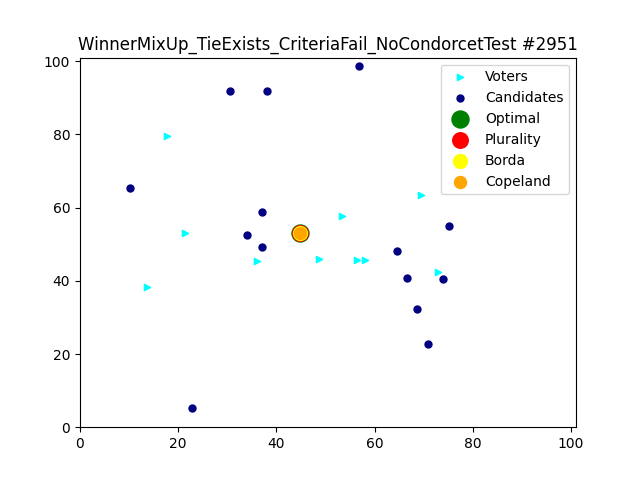 WinnerMixUp_TieExists_CriteriaFail_NoCondorcetTest #2951
100
80
60
40
20
0
0
20
40
60
80
100
Voters
Candidates
Optimal
Plurality
Borda
Copeland